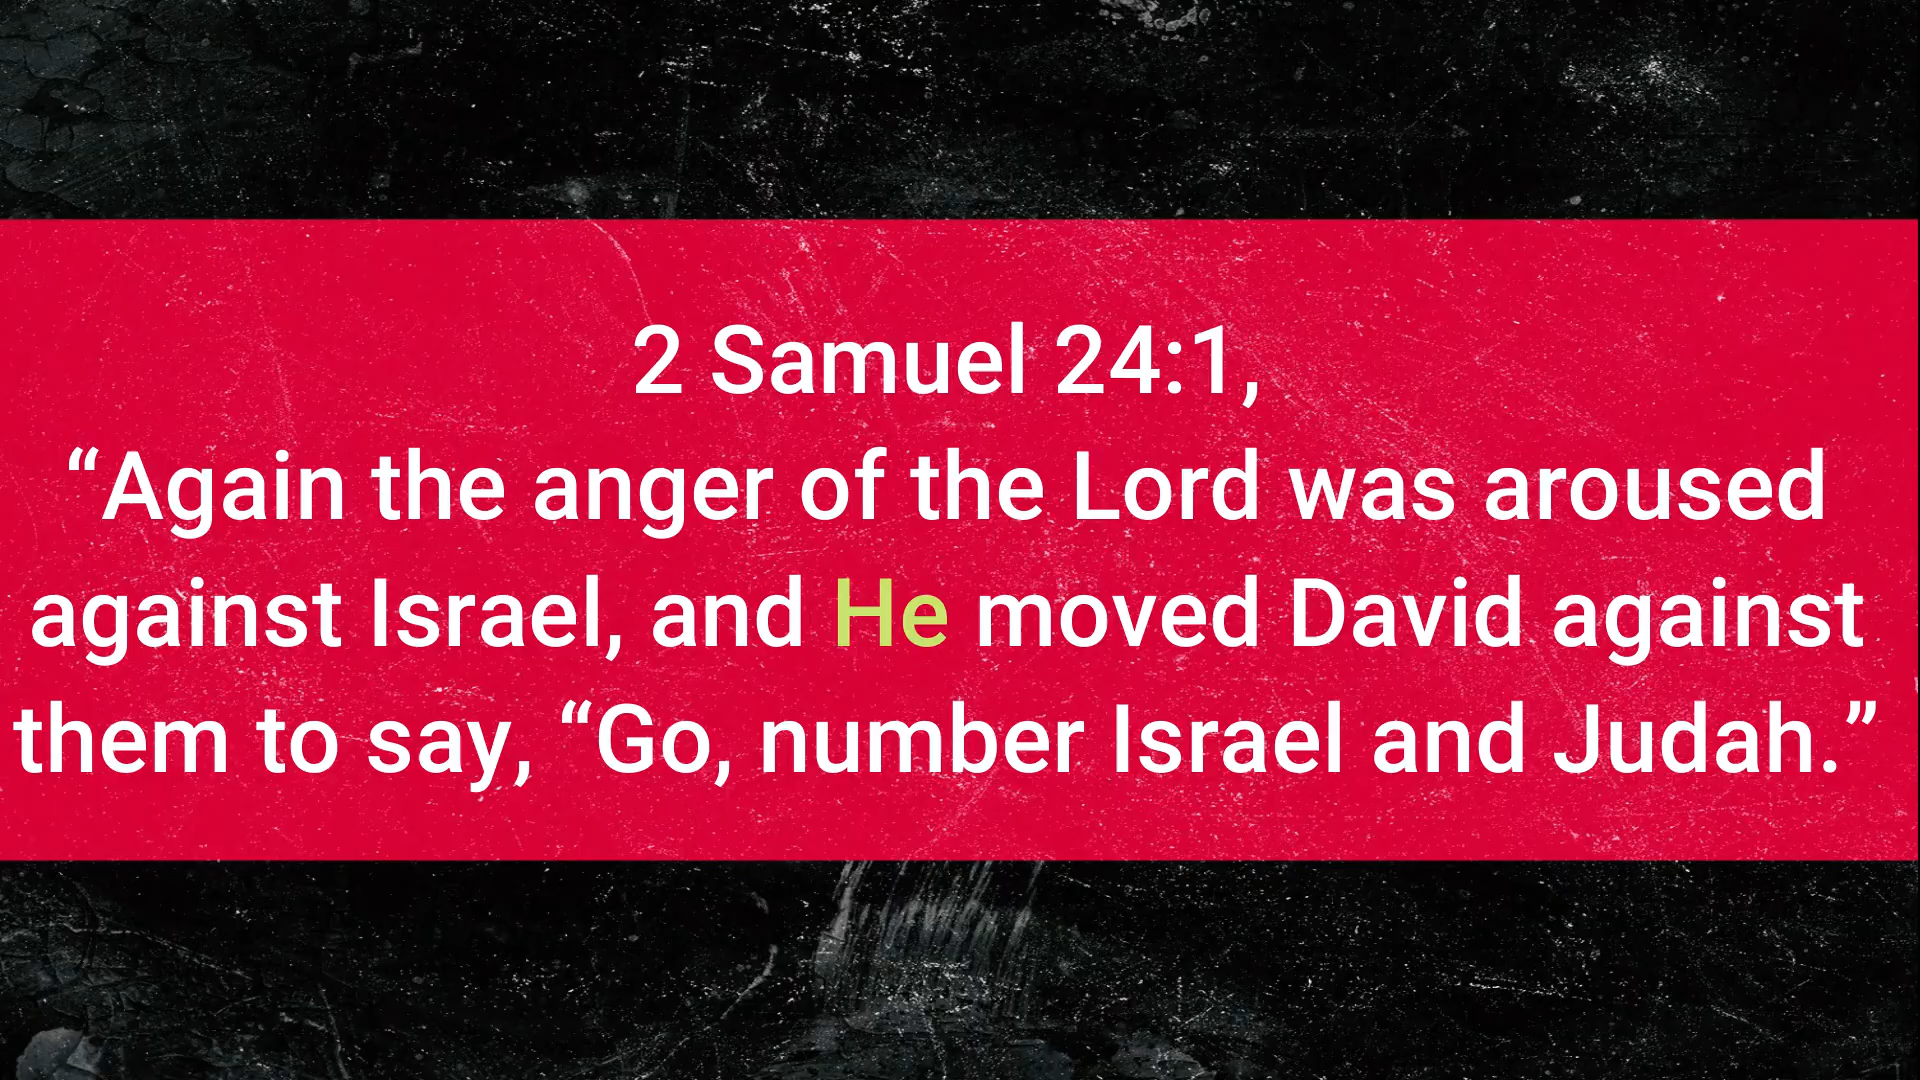 2 Samuel 24:1,
“Again the anger of the Lord was aroused
against Israel, and He moved David against
them to say, “Go, number Israel and Judah.”